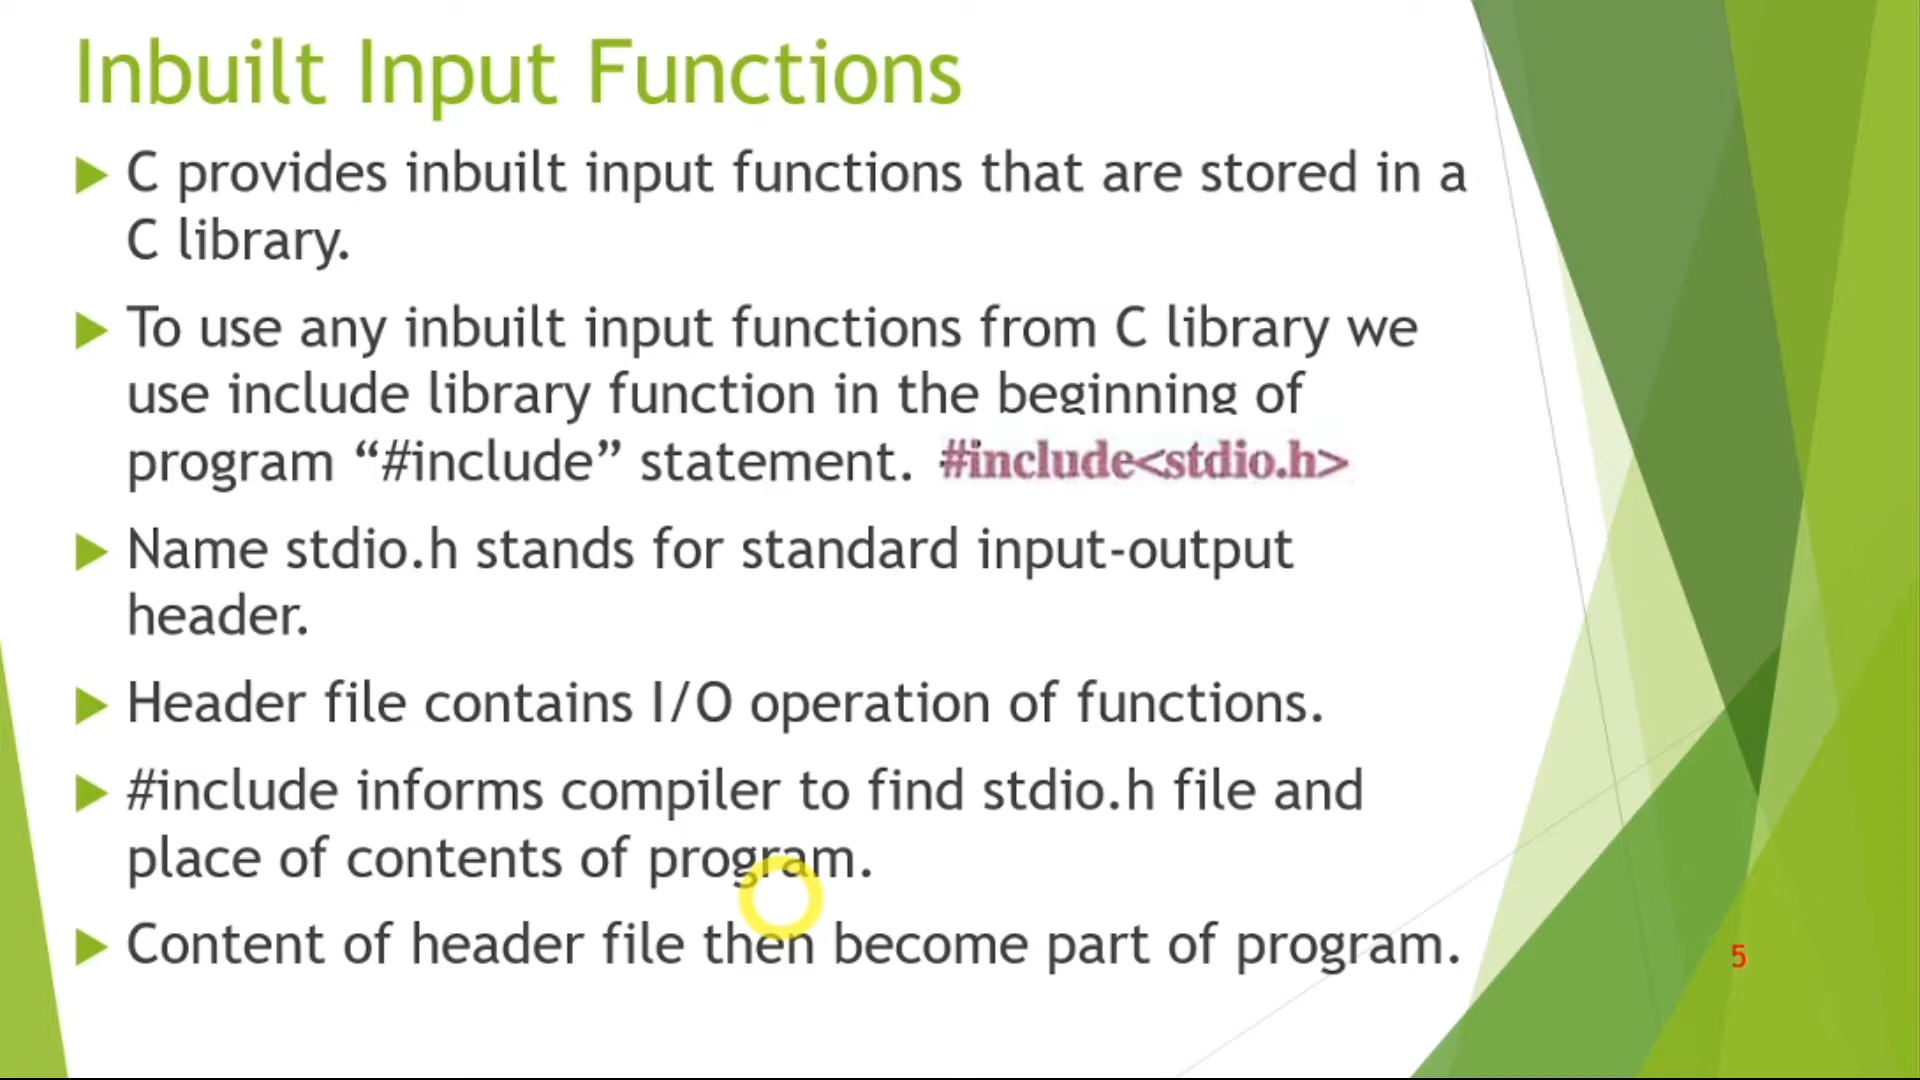 Inbuilt Input Functions
C provides inbuilt input functions that are stored in a
C library.
To use any inbuilt input functions from C library we
use include library function in the beginning of
program “#include” statement. #include<stdio.h>
Name stdio.h stands for standard input-output
header.
Header file contains I/O operation of functions.
#include informs compiler to find stdio.h file and
place of contents of program.
Content of header file then become part of program.
5